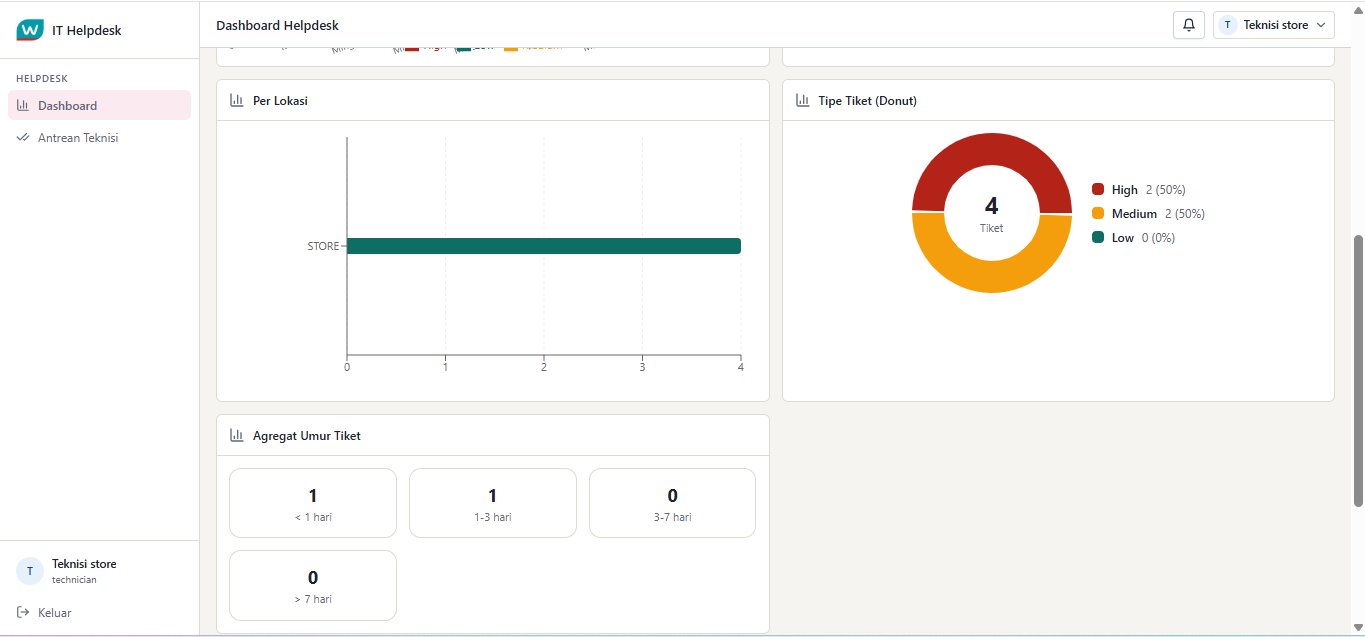 W IT Helpdesk
Dashboard Helpdesk
T Teknisi store
HELPDESK
Dashboard
Antrean Teknisi
Per Lokasi
STORE
0 1 2 3 4
Tipe Tiket (Donut)
4
Tiket
High 2 (50%)
Medium 2 (50%)
Low 0 (0%)
Agregat Umur Tiket
1
< 1 hari
1
1-3 hari
0
3-7 hari
0
> 7 hari
T Teknisi store
technician
Keluar